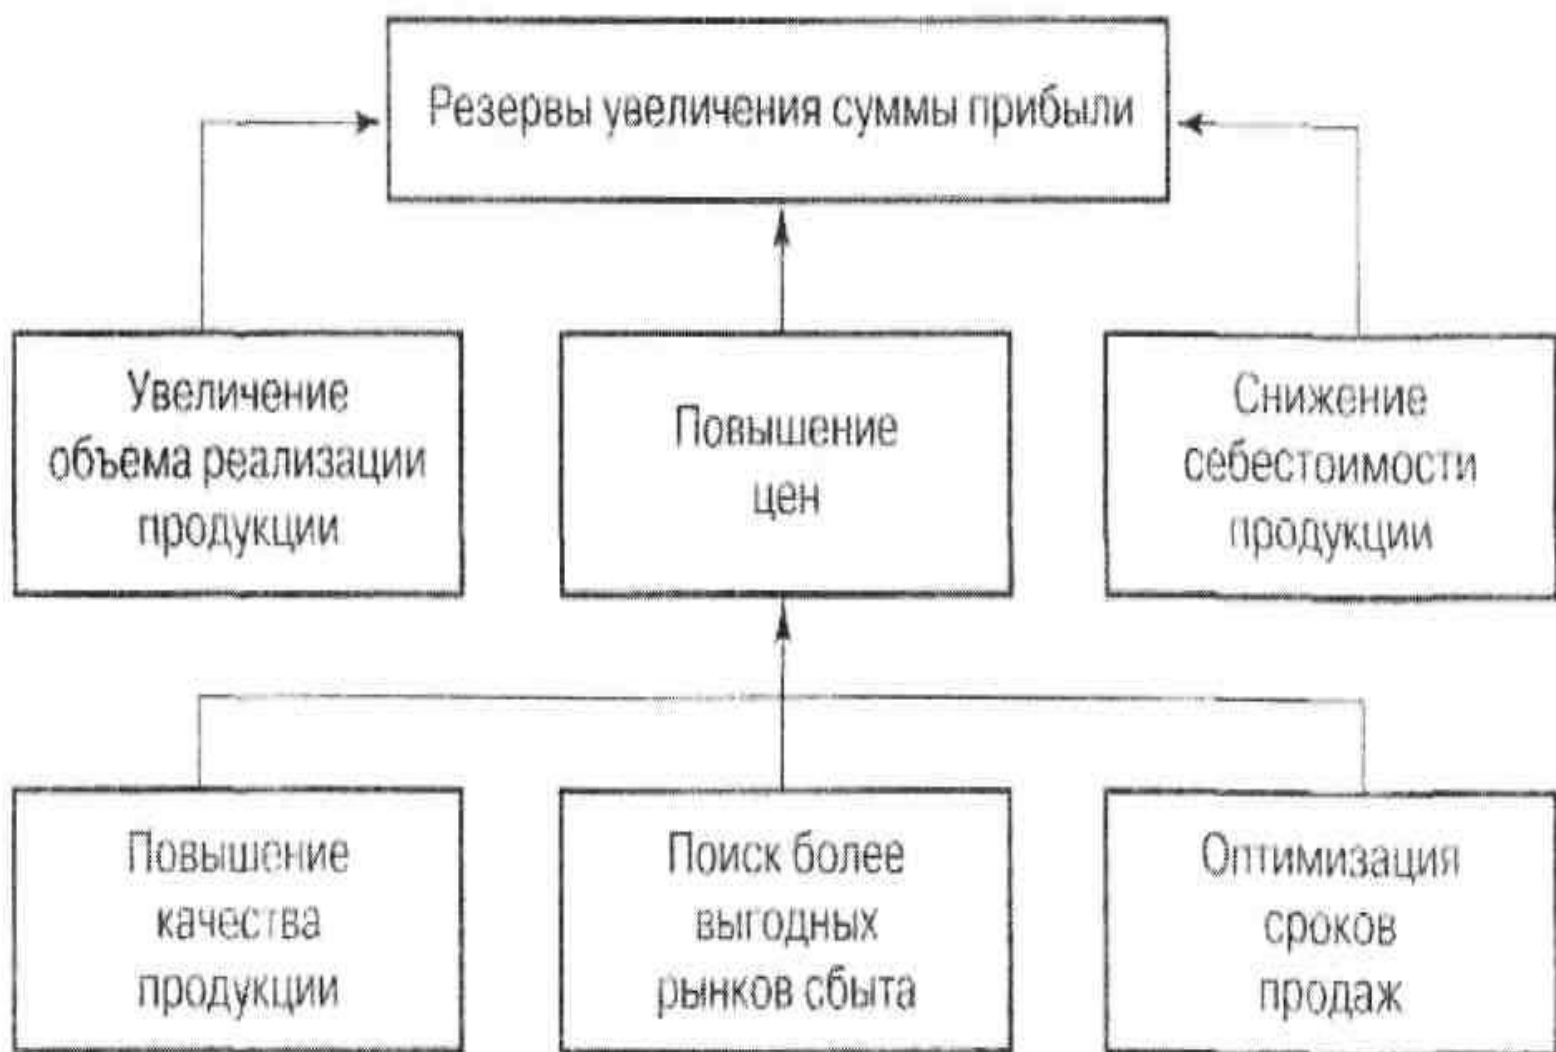 Резервы увеличения суммы прибыли
Увеличение
объема реализации
продукции
Повышение
цен
Снижение
себестоимости
продукции
Повышение
качества
продукции
Поиск более
выгодных
рынков сбыта
Оптимизация
сроков
продаж